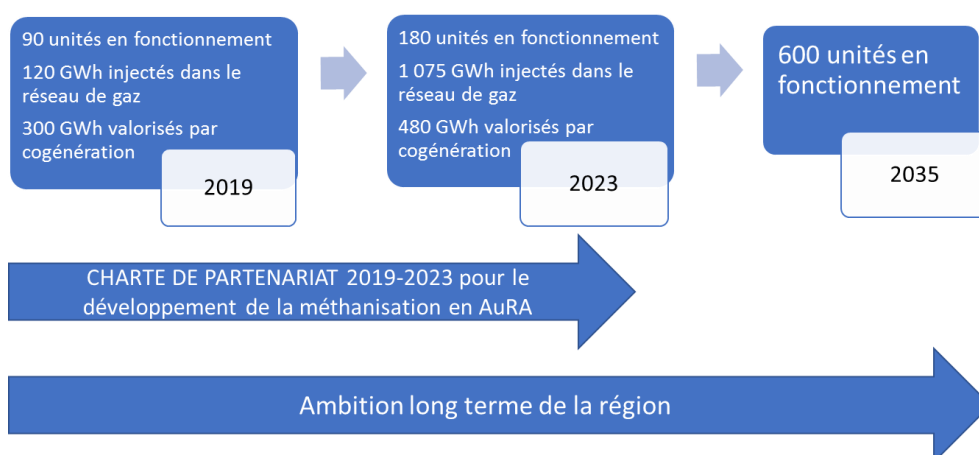 90 unités en fonctionnement
120 GWh injectés dans le
réseau de gaz
300 GWh valorisés par
cogénération
2019
180 unités en fonctionnement
1 075 GWh injectés dans le
réseau de gaz
480 GWh valorisés par
cogénération
2023
600 unités en
fonctionnement
2035
CHARTE DE PARTENARIAT 2019-2023 pour le
développement de la méthanisation en AuRA
Ambition long terme de la région